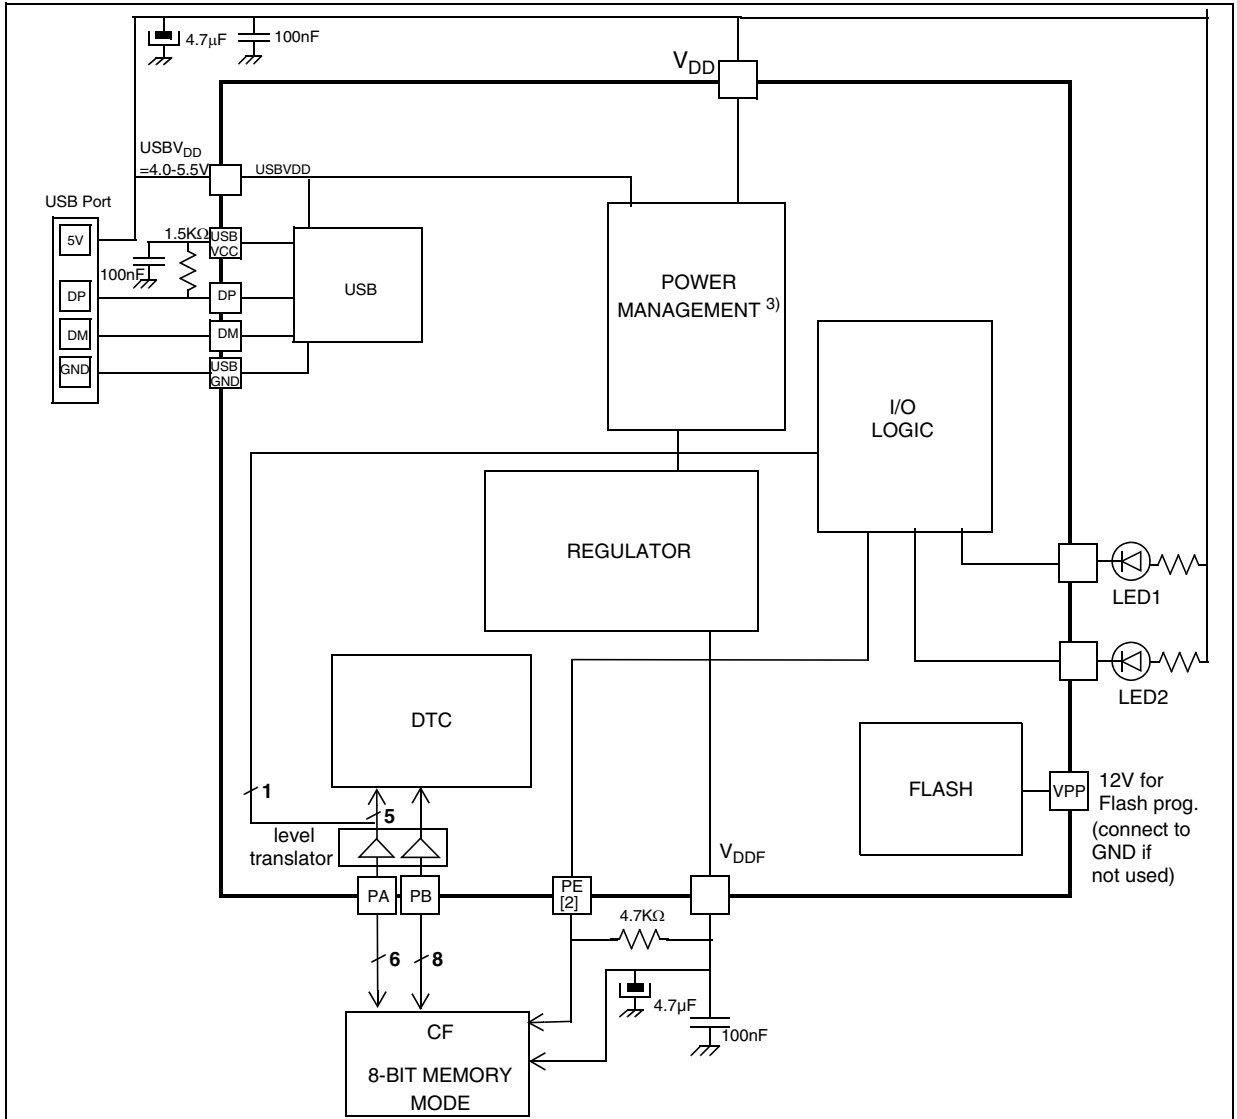 4.7µF
100nF
VDD
USBVDD
=4.0-5.5V
USBVDD
USB Port
5V
1.5KΩ
USB
VCC
100nF
DP
DP
DM
DM
GND
USB
GND
USB
POWER
MANAGEMENT 3)
I/O
LOGIC
REGULATOR
LED1
LED2
DTC
FLASH
VPP
12V for
Flash prog.
(connect to
GND if
not used)
1
5
level
translator
VDDF
PA
PB
PE
[2]
4.7KΩ
6
8
4.7µF
100nF
CF
8-BIT MEMORY
MODE